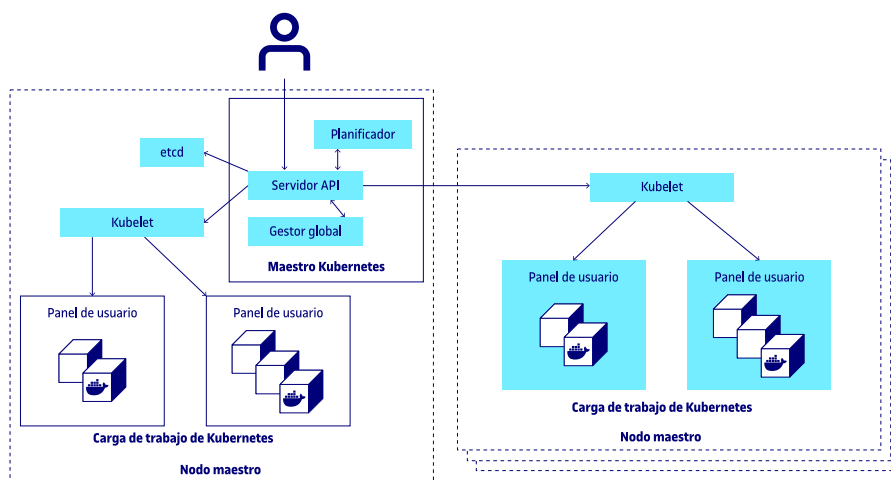 Planificador
etcd
Servidor API
Kubelet
Gestor global
Maestro Kubernetes
Panel de usuario
Panel de usuario
Carga de trabajo de Kubernetes
Nodo maestro
Kubelet
Panel de usuario
Panel de usuario
Carga de trabajo de Kubernetes
Nodo maestro